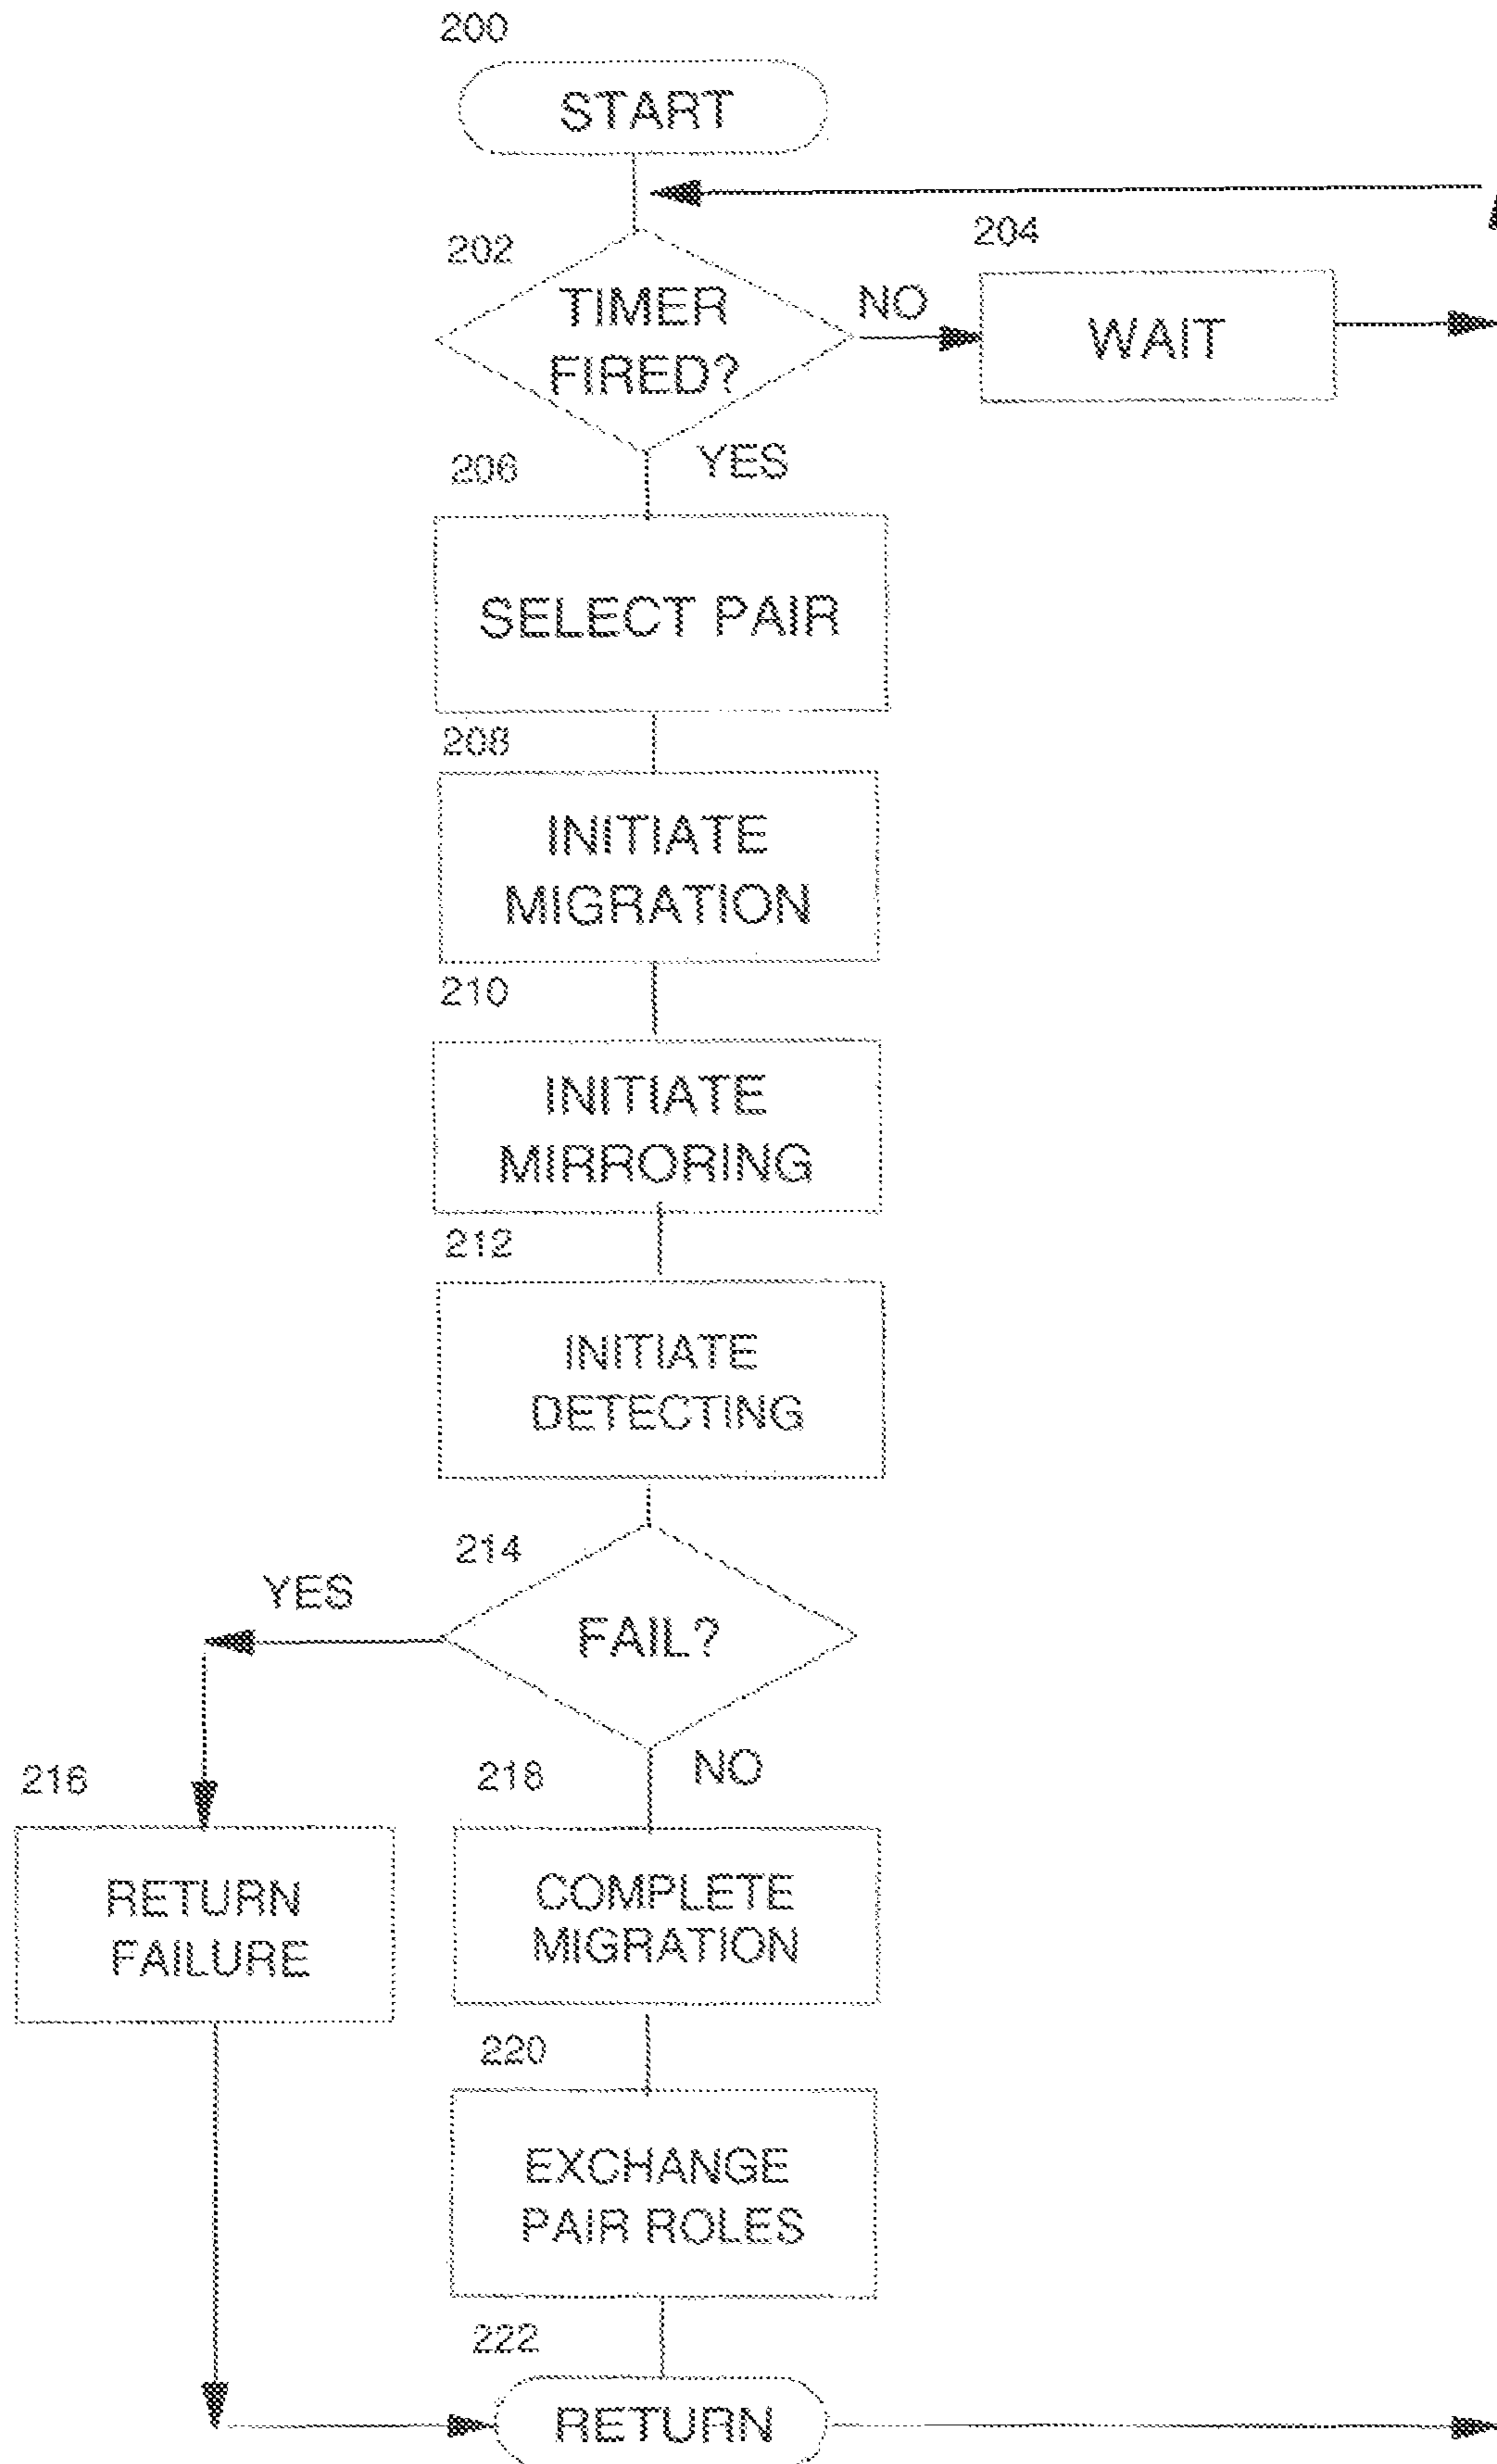 200
START
202
TIMER
FIRED?
NO
204
WAIT
YES
206
SELECT PAIR
208
INITIATE
MIGRATION
210
INITIATE
MIRRORING
212
INITIATE
DETECTING
214
YES
FAIL?
NO
216
RETURN
FAILURE
218
COMPLETE
MIGRATION
220
EXCHANGE
PAIR ROLES
222
RETURN